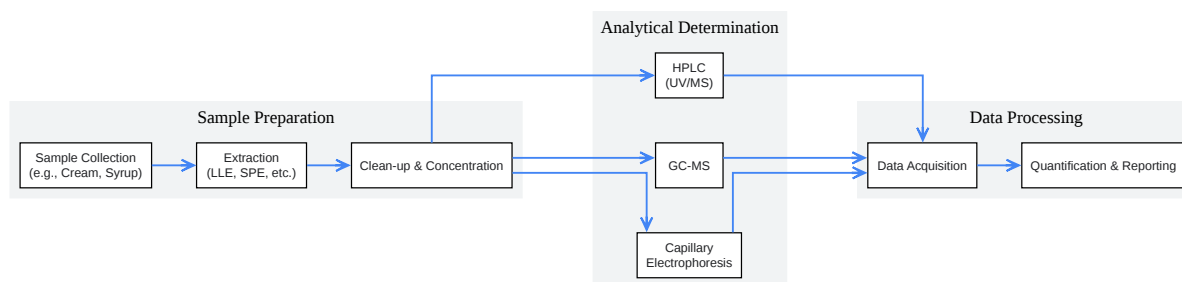 Analytical Determination
HPLC
(UV/MS)
Sample Preparation
Data Processing
Sample Collection
(e.g., Cream, Syrup)
Extraction
(LLE, SPE, etc.)
Clean-up & Concentration
GC-MS
Data Acquisition
Quantification & Reporting
Capillary
Electrophoresis